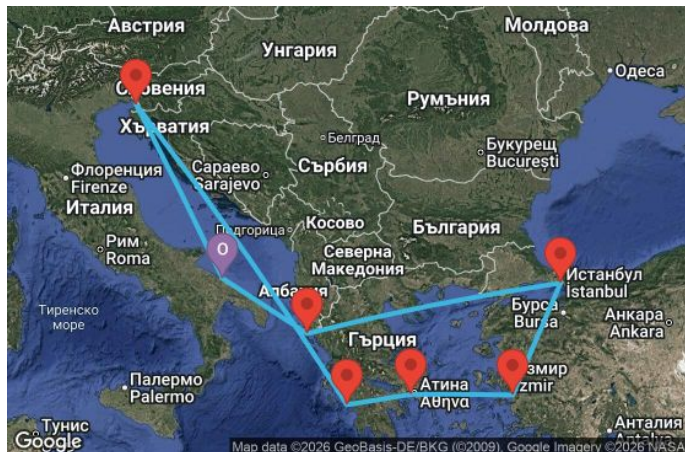 Австрия
Молдова
Унгария
Одеса
Словения
Румъния
Хърватия
Белград
Букурещ
București
Флоренция
Firenze
Сараево
Sarajevo
Сърбия
Италия
Подгорица
Косово
България
О
Рим
Roma
Северна
Македония
Албания
Истанбул
İstanbul
Тиренско
море
Бурса
Bursa
Анкара
Ankara
Гърция
Палермо
Palermo
Атина
Αθήνα
Измир
Izmir
Тунис
Анталия
Google
Map data ©2026 GeoBasis-DE/BKG (©2009), Google Imagery ©2026 NASA